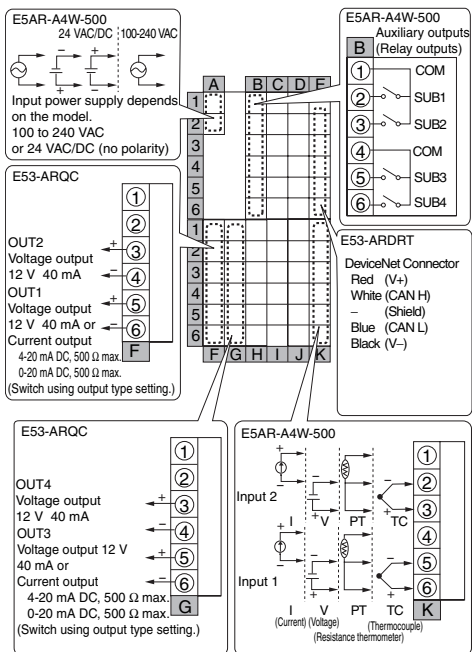 E5AR-A4W-500
24 VAC/DC 100-240 VAC
− + 
+ −
Input power supply depends
on the model.
100 to 240 VAC
or 24 VAC/DC (no polarity)
E53-ARQC
1
2
OUT2
Voltage output
12 V 40 mA
+ 3
− 4
OUT1
Voltage output
12 V 40 mA or
Current output
+ 5
− 6
F
4-20 mA DC, 500 Ω max.
0-20 mA DC, 500 Ω max.
(Switch using output type setting.)
A B C D E
1
2
3
4
5
6
1
2
3
4
5
6
F G H I J K
E5AR-A4W-500
Auxiliary outputs
(Relay outputs)
B
1 COM
2 SUB1
3 SUB2
4 COM
5 SUB3
6 SUB4
E53-ARDRT
DeviceNet Connector
Red (V+)
White (CAN H)
– (Shield)
Blue (CAN L)
Black (V–)
E53-ARQC
1
2
OUT4
Voltage output
12 V 40 mA
+ 3
− 4
OUT3
Voltage output 12 V
40 mA or
Current output
+ 5
− 6
G
4-20 mA DC, 500 Ω max.
0-20 mA DC, 500 Ω max.
(Switch using output type setting.)
E5AR-A4W-500
1
2
3
4
5
6
K
Input 2
I V PT TC
Input 1
I V PT TC
(Current) (Voltage) (Thermocouple)
(Resistance thermometer)